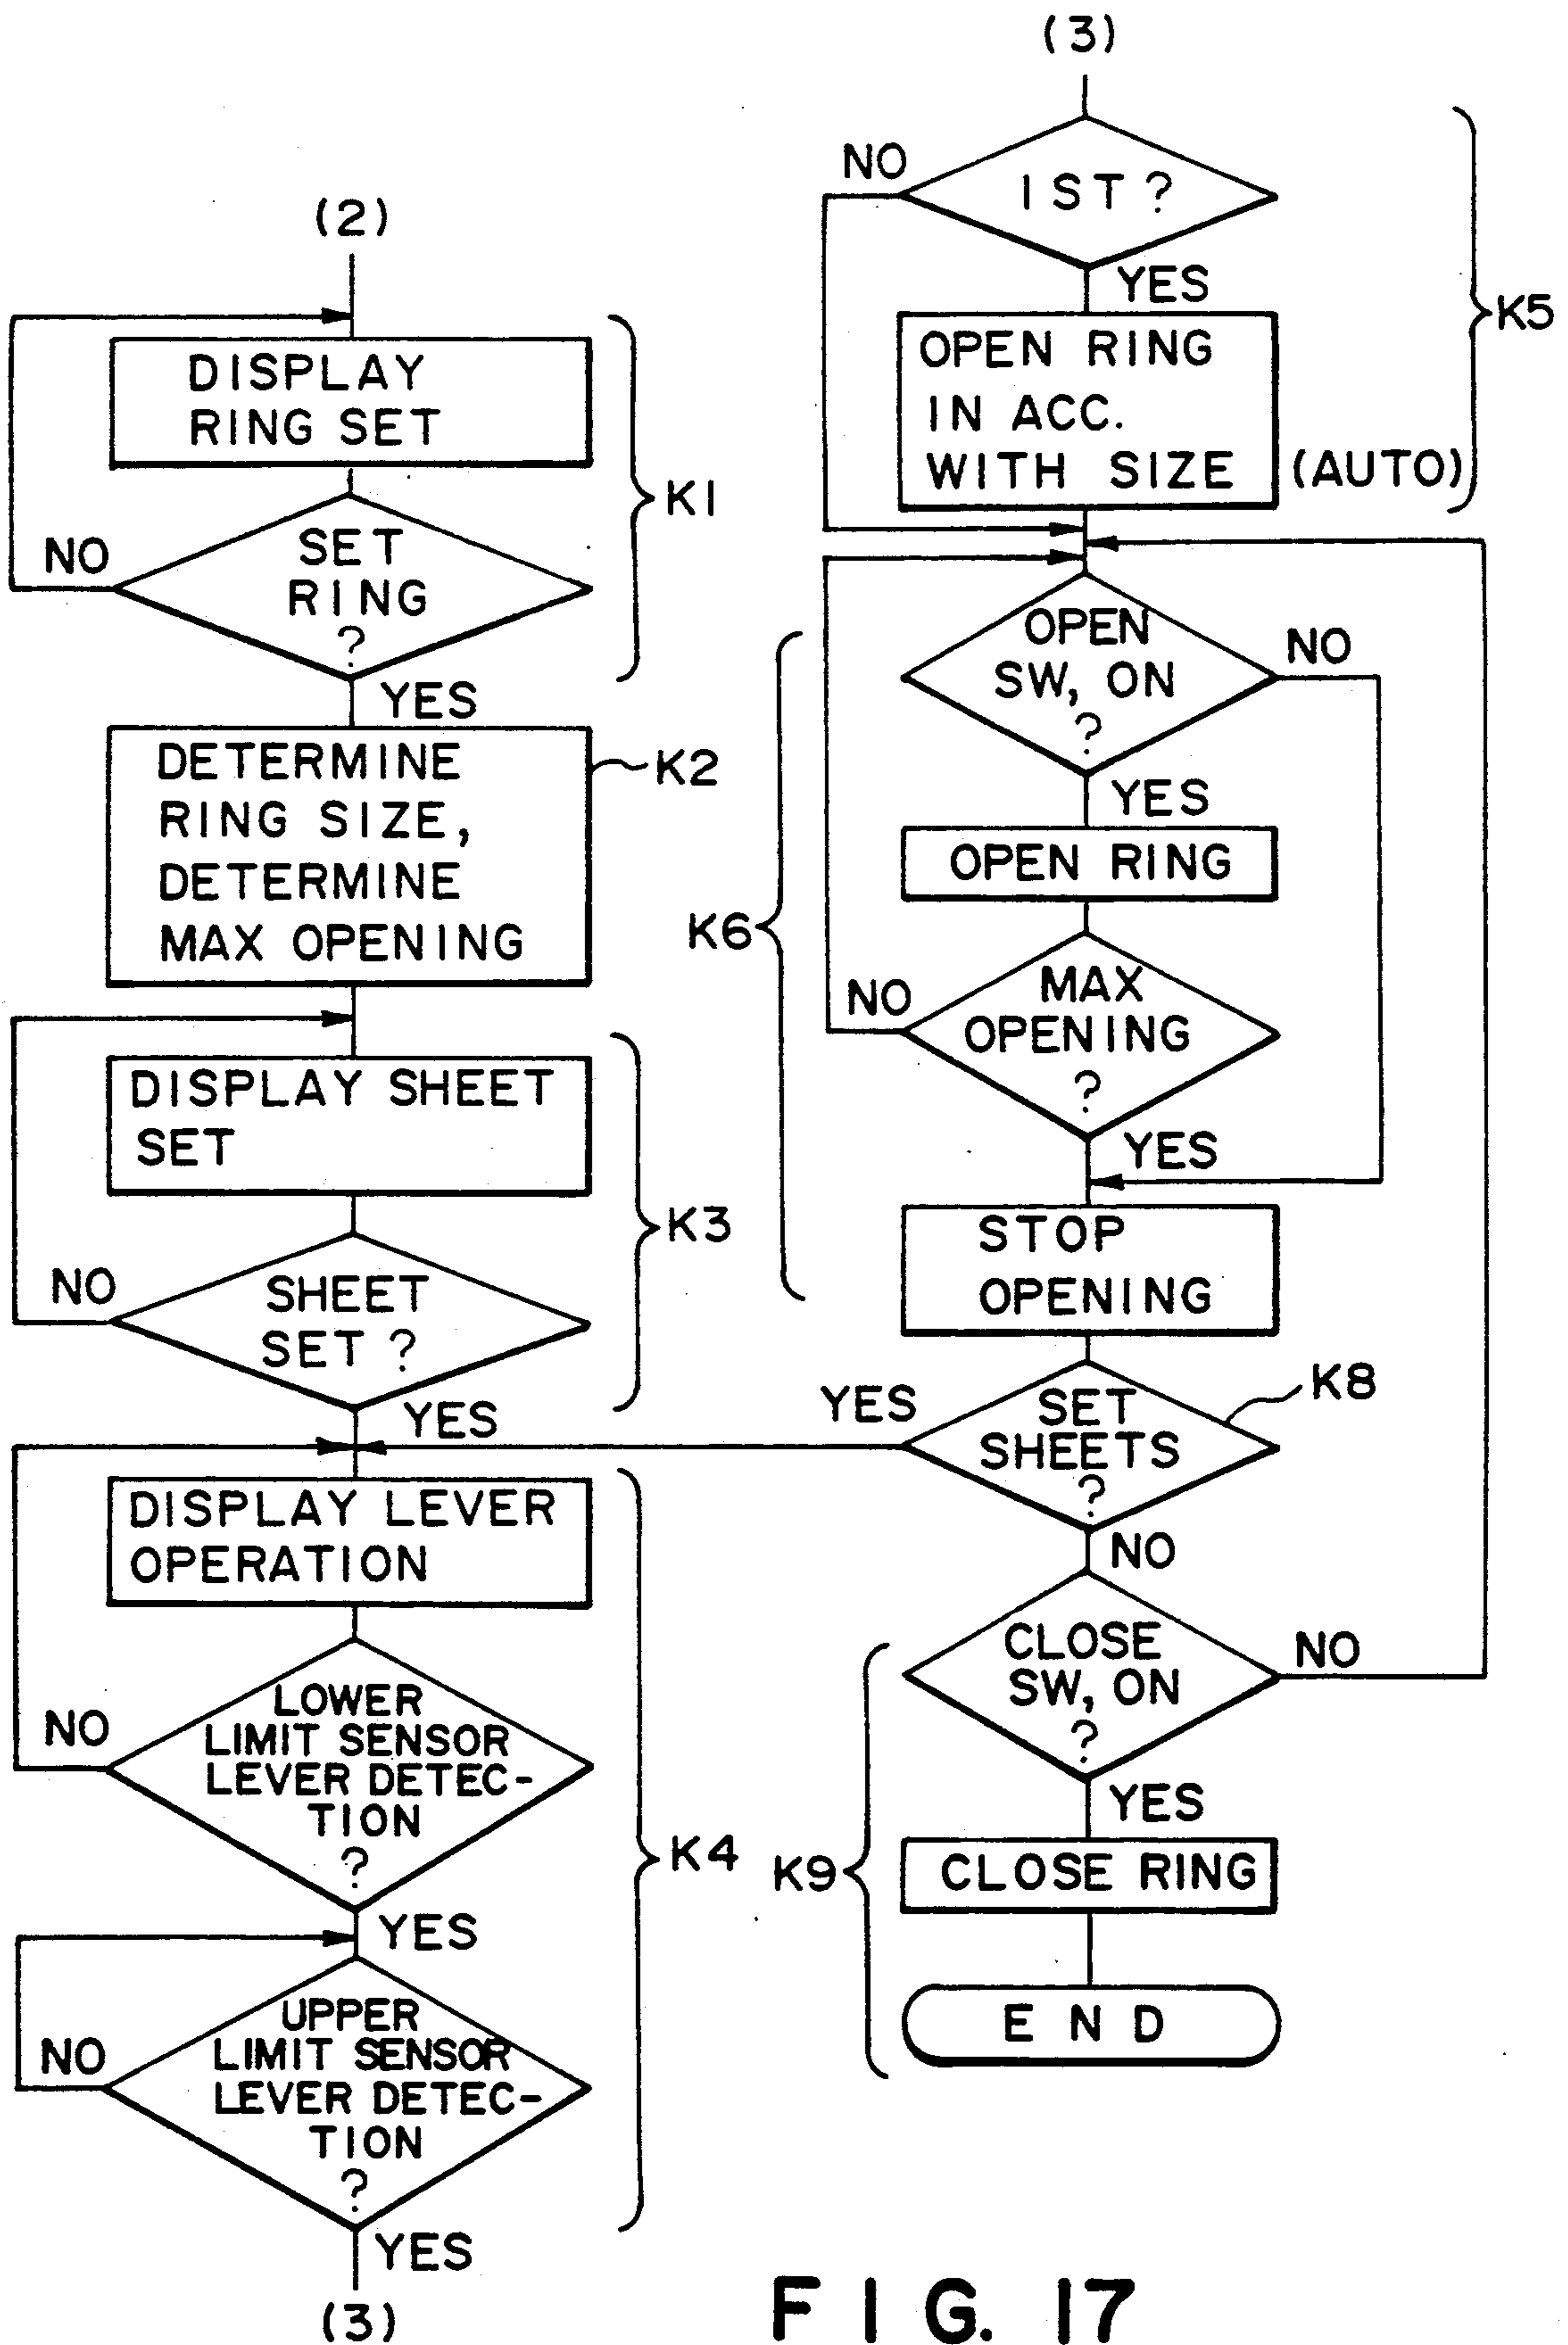 (2)
DISPLAY
RING SET
NO
SET
RING
?
K1
YES
DETERMINE
RING SIZE,
DETERMINE
MAX OPENING
K2
DISPLAY SHEET
SET
K3
NO
SHEET
SET ?
YES
DISPLAY LEVER
OPERATION
NO
LOWER
LIMIT SENSOR
LEVER DETEC-
TION
?
K4
YES
NO
UPPER
LIMIT SENSOR
LEVER DETEC-
TION
?
YES
(3)
(3)
NO
1ST ?
YES
K5
OPEN RING
IN ACC.
WITH SIZE
(AUTO)
OPEN
SW, ON
?
NO
YES
OPEN RING
K6
NO
MAX
OPENING
?
YES
STOP
OPENING
YES
SET
SHEETS
?
K8
NO
CLOSE
SW, ON
?
NO
YES
K9
CLOSE RING
END
FIG. 17